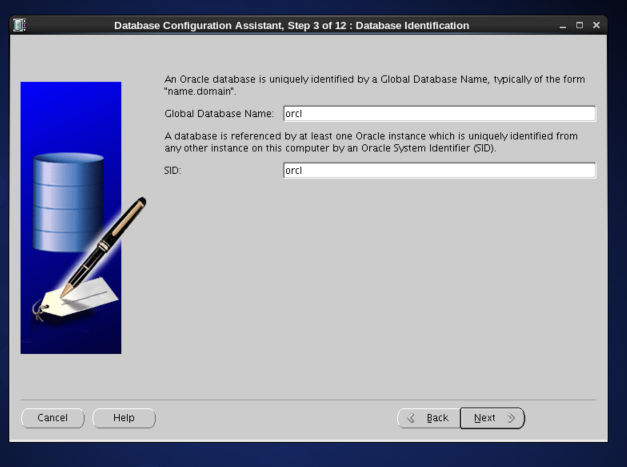 Database Configuration Assistant, Step 3 of 12 : Database Identification
An Oracle database is uniquely identified by a Global Database Name, typically of the form
"name.domain".
Global Database Name: orcl
A database is referenced by at least one Oracle instance which is uniquely identified from
any other instance on this computer by an Oracle System Identifier (SID).
SID: orcl
Cancel Help Back Next